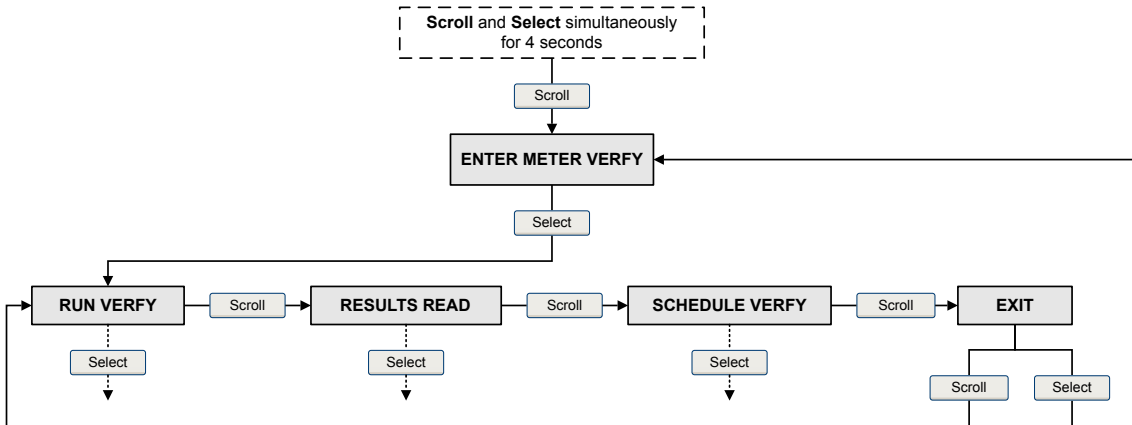 Scroll and Select simultaneously
for 4 seconds
Scroll
ENTER METER VERFY
Select
RUN VERFY
Scroll
RESULTS READ
Scroll
SCHEDULE VERFY
Scroll
EXIT
Select
Select
Select
Scroll
Select